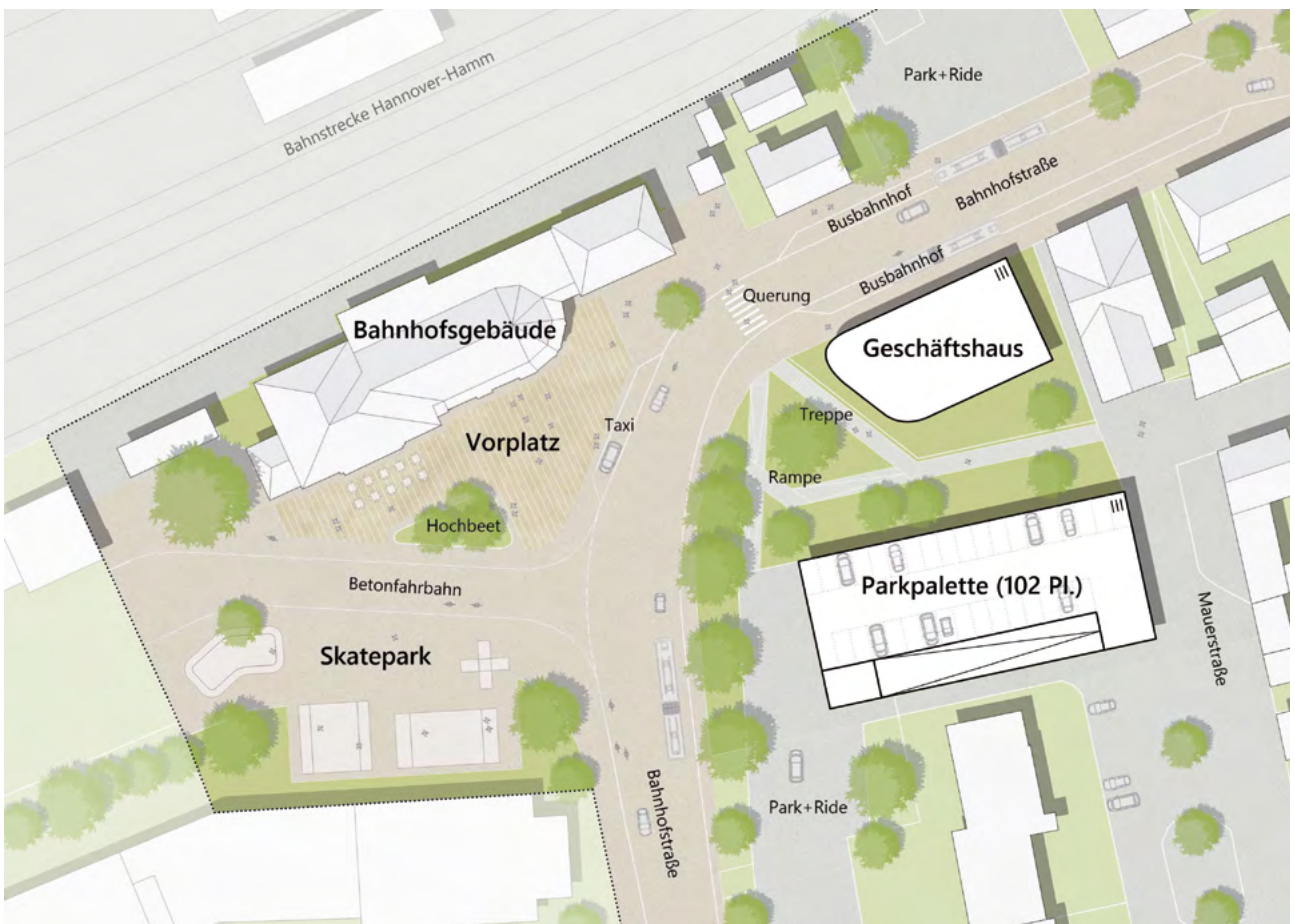 Park+Ride
Bahnstrecke Hannover-Hamm
Busbahnhof
Bahnhofstraße
Busbahnhof
Querung
Bahnhofsgebäude
Geschäftshaus
III
Treppe
Taxi
Vorplatz
Rampe
Hochbeet
III
Betonfahrbahn
Parkpalette (102 Pl.)
Mauerstraße
Skatepark
Bahnhofstraße
Park+Ride